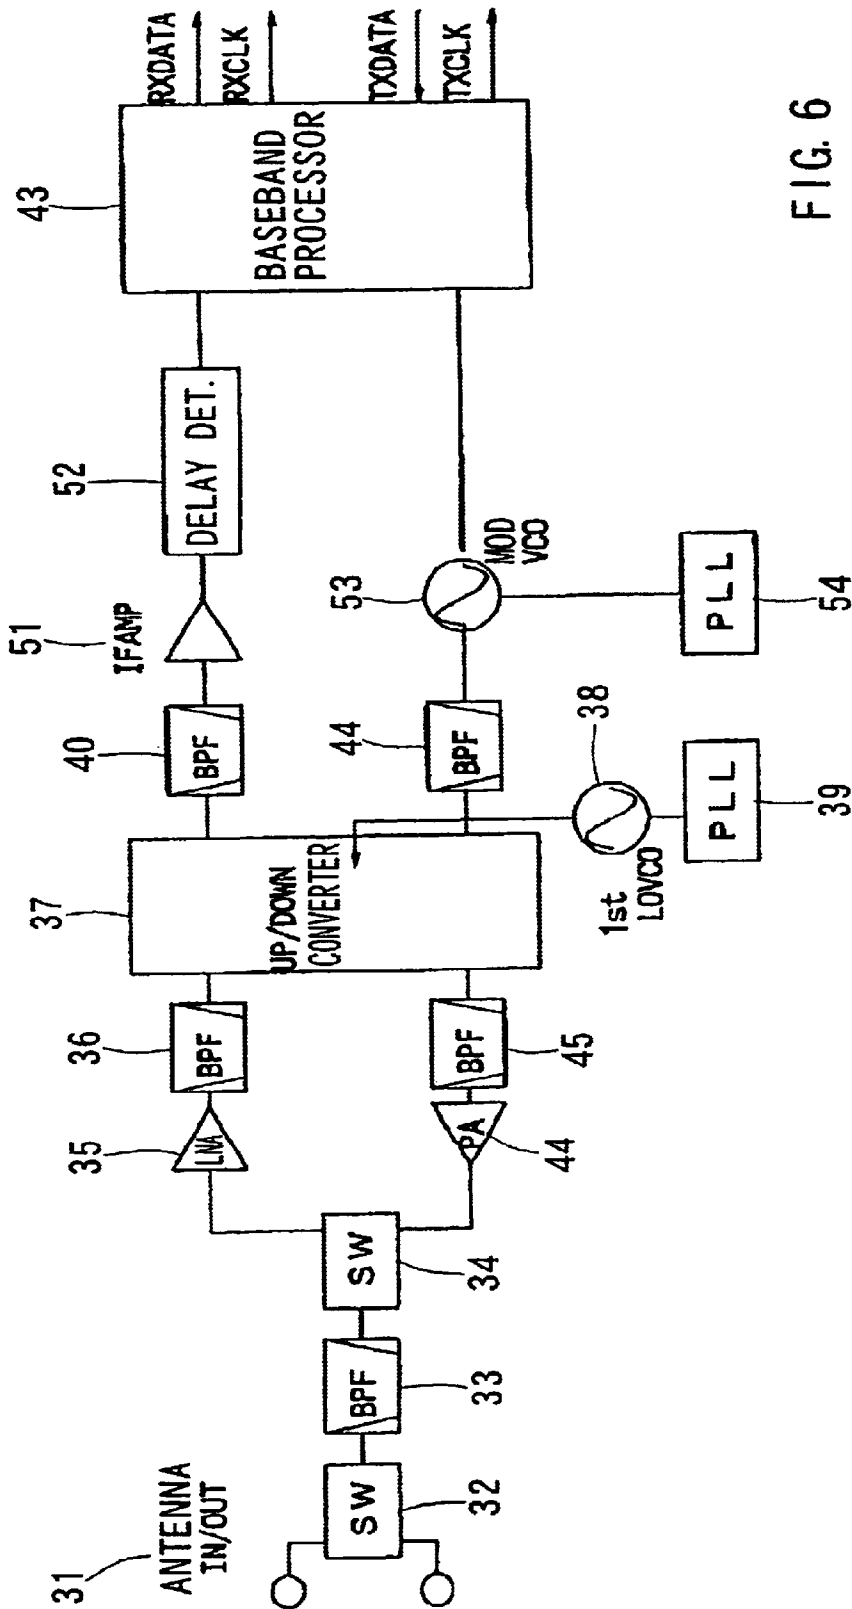 31
ANTENNA
IN/OUT
SW
32
BPF
33
SW
34
35
LNA
36
BPF
PA
44
BPF
45
37
UP/DOWN
CONVERTER
1st
LOVCO
38
PLL
39
40
BPF
44
BPF
51
IFAMP
53
MOD
VCO
PLL
54
52
DELAY DET.
43
BASEBAND
PROCESSOR
RXDATA
RXCLK
TXDATA
TXCLK
FIG. 6